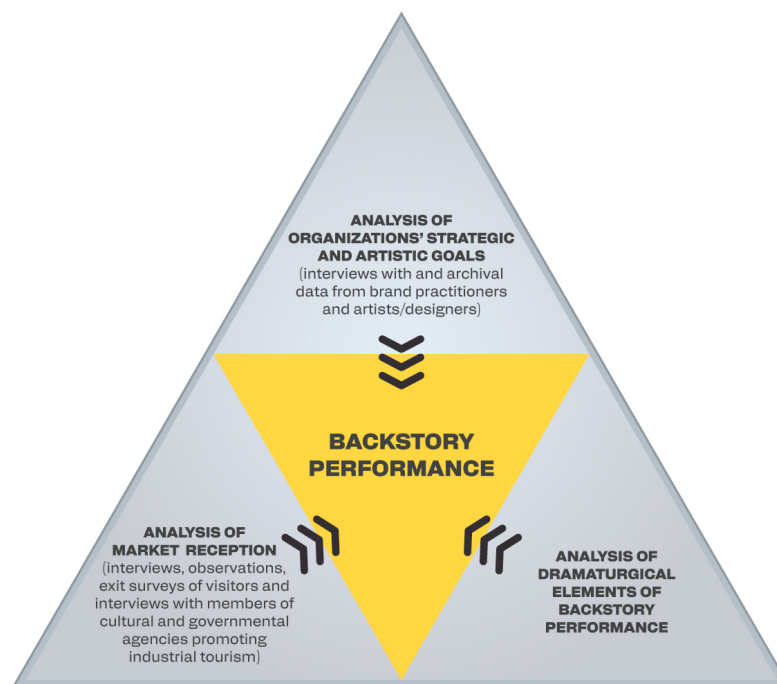 ANALYSIS OF
ORGANIZATIONS’ STRATEGIC
AND ARTISTIC GOALS
(interviews with and archival
data from brand practitioners
and artists/designers)
BACKSTORY
PERFORMANCE
ANALYSIS OF
MARKET RECEPTION
(interviews, observations,
exit surveys of visitors and
interviews with members of
cultural and governmental
agencies promoting
industrial tourism)
ANALYSIS OF
DRAMATURGICAL
ELEMENTS OF
BACKSTORY
PERFORMANCE